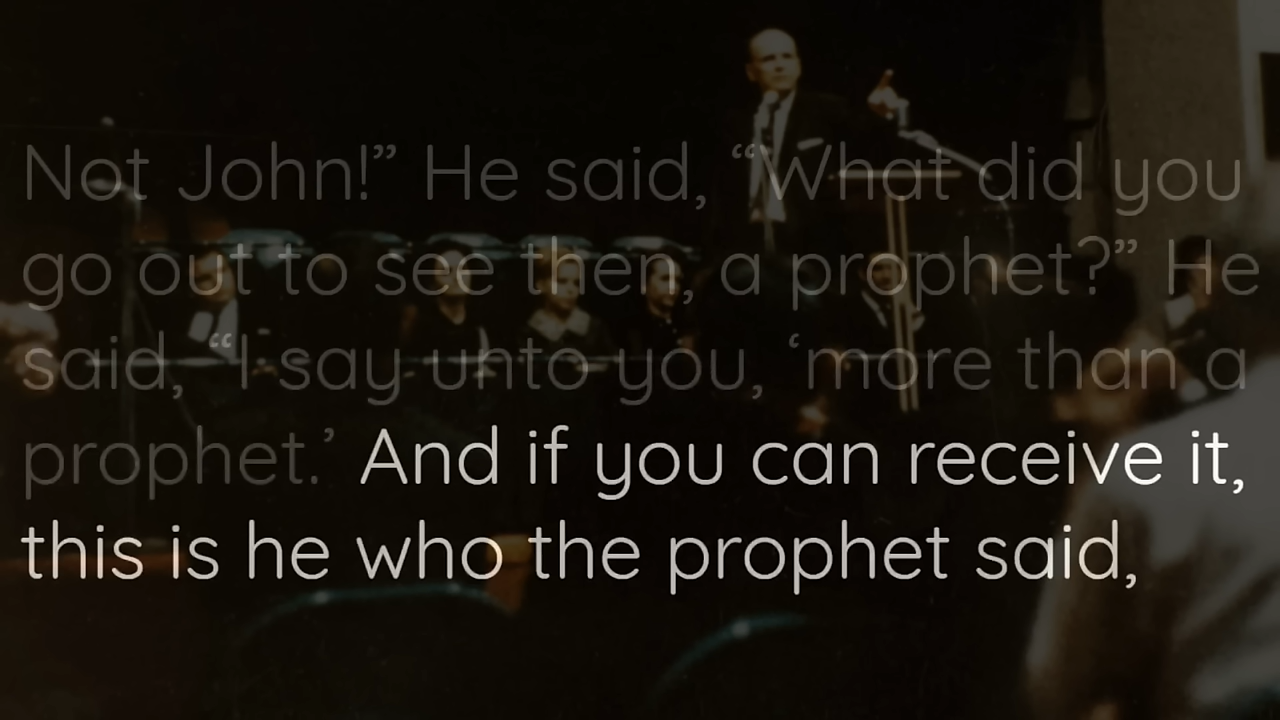 Not John!” He said, “What did you
go out to see then, a prophet?” He
said, “I say unto you, ‘more than a
prophet.’ And if you can receive it,
this is he who the prophet said,